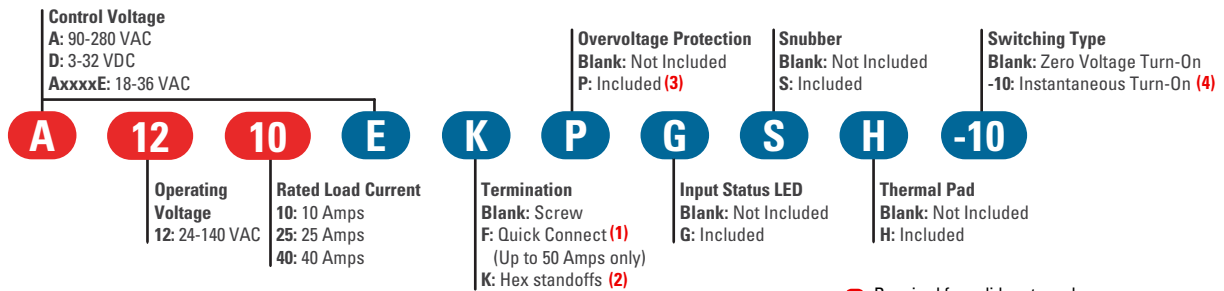 Control Voltage
A: 90-280 VAC
D: 3-32 VDC
AxxxxE: 18-36 VAC
Overvoltage Protection
Blank: Not Included
P: Included (3)
Snubber
Blank: Not Included
S: Included
Switching Type
Blank: Zero Voltage Turn-On
-10: Instantaneous Turn-On (4)
A 12 10 E K P G S H -10
Operating
Voltage
12: 24-140 VAC
Rated Load Current
10: 10 Amps
25: 25 Amps
40: 40 Amps
Termination
Blank: Screw
F: Quick Connect (1)
(Up to 50 Amps only)
K: Hex standoffs (2)
Input Status LED
Blank: Not Included
G: Included
Thermal Pad
Blank: Not Included
H: Included